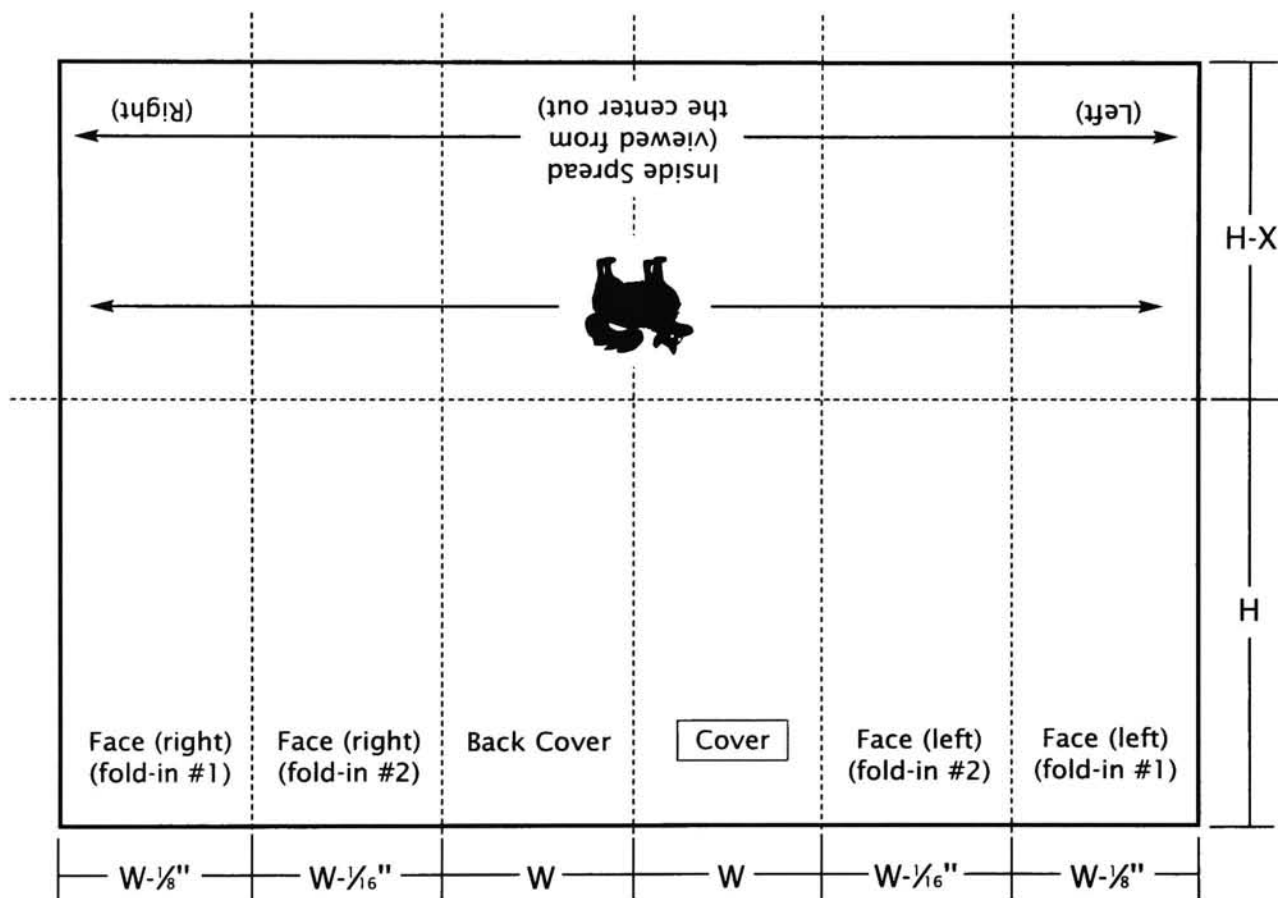 (Right)
Inside Spread
(viewed from
the center out)
(Left)
H-X
H
Face (right)
(fold-in #1)
Face (right)
(fold-in #2)
Back Cover
Cover
Face (left)
(fold-in #2)
Face (left)
(fold-in #1)
W-⅛"
W-1⁄16"
W
W
W-1⁄16"
W-⅛"